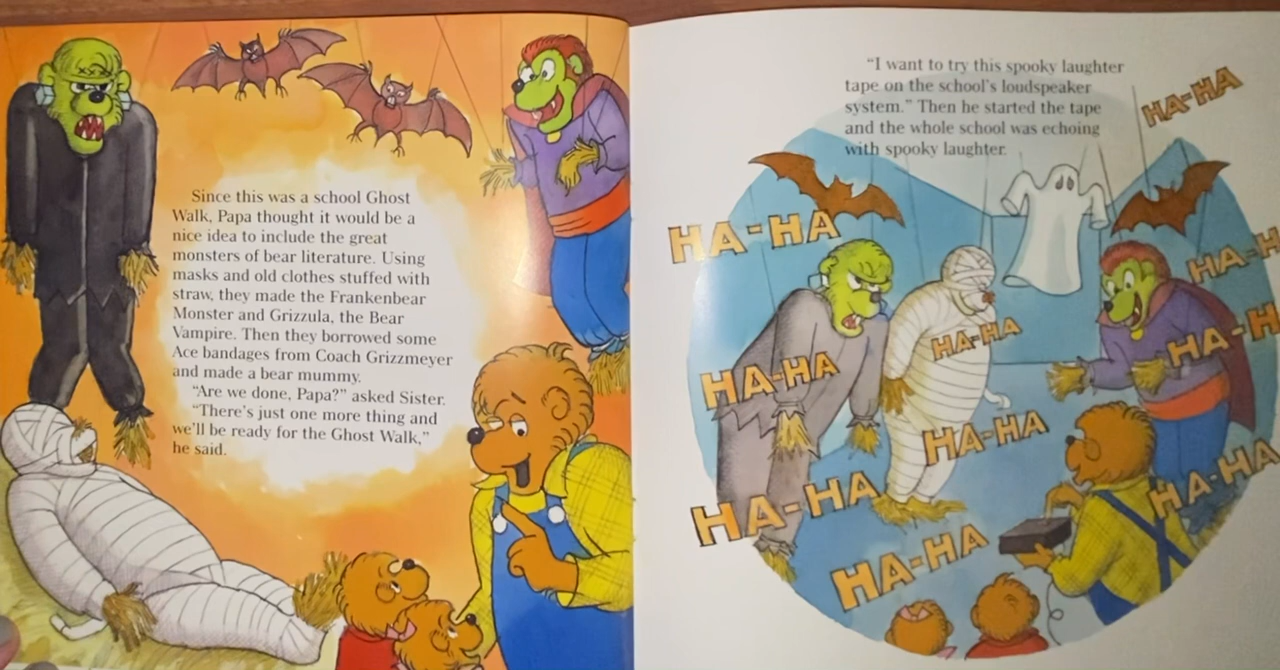 Since this was a school Ghost
Walk, Papa thought it would be a
nice idea to include the great
monsters of bear literature. Using
masks and old clothes stuffed with
straw, they made the Frankenbear
Monster and Grizzula, the Bear
Vampire. Then they borrowed some
Ace bandages from Coach Grizzmeyer
and made a bear mummy.
"Are we done, Papa?" asked Sister.
"There's just one more thing and
we'll be ready for the Ghost Walk,"
he said.
"I want to try this spooky laughter
tape on the school's loudspeaker
system." Then he started the tape
and the whole school was echoing
with spooky laughter.
HA-HA
HA-HA
HA-H
HA-HA
HA-H
HA-HA
HA-HA
HA-HA
HA-HA
HA-HA